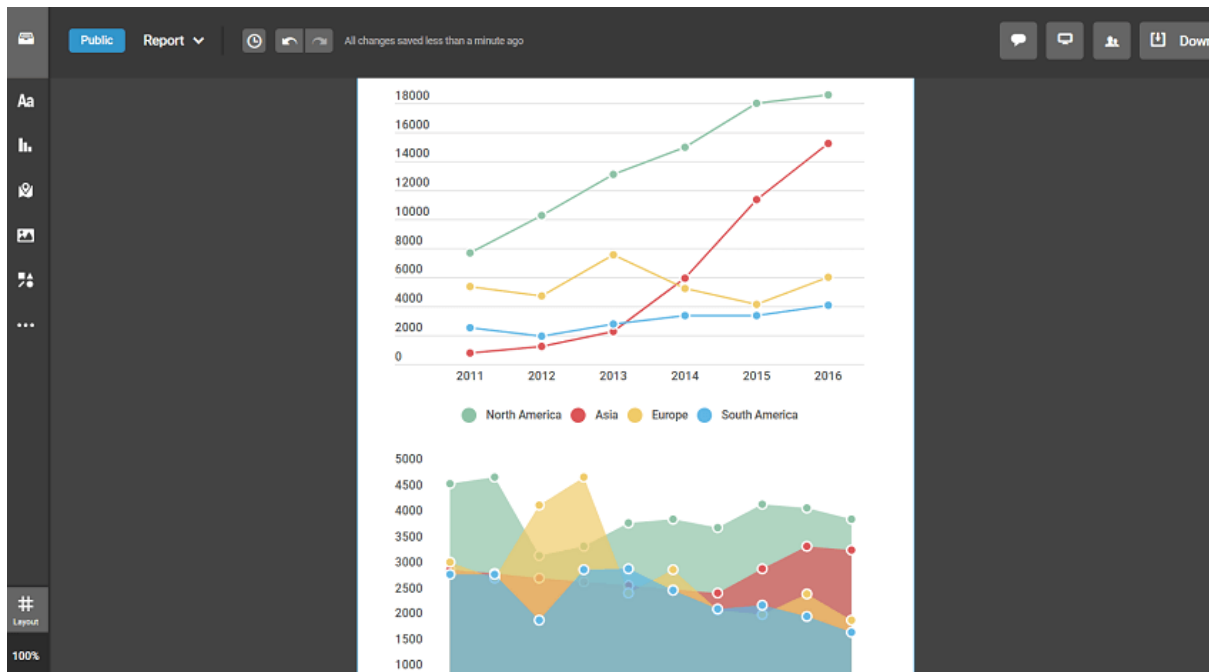 Public
Report
All changes saved less than a minute ago
Down
Aa
18000
16000
14000
12000
10000
8000
6000
4000
2000
0
2011 2012 2013 2014 2015 2016
North America Asia Europe South America
5000
4500
4000
3500
3000
2500
2000
1500
1000
Layout
100%